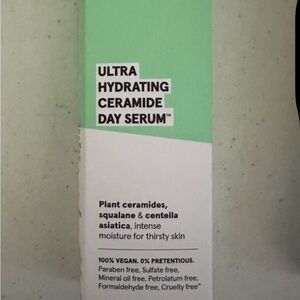 ULTRA
HYDRATING
CERAMIDE
DAY SERUM™
Plant ceramides,
squalane & centella
asiatica, intense
moisture for thirsty skin
100% VEGAN. 0% PRETENTIOUS.
Paraben free, Sulfate free,
Mineral oil free, Petrolatum free,
Formaldehyde free, Cruelty free™